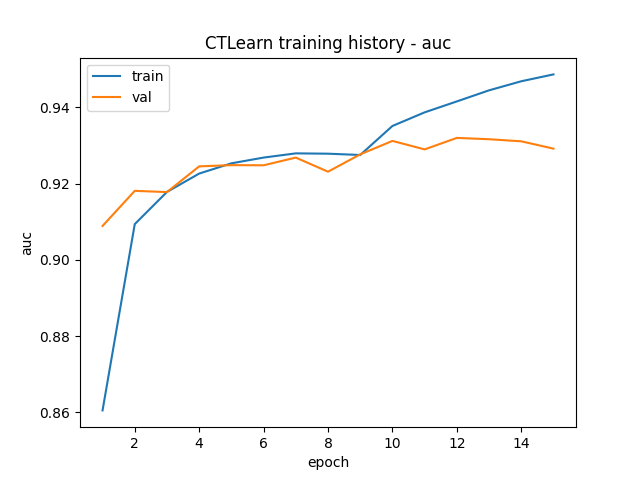 CTLearn training history - auc
train
val
0.94
0.92
0.90
0.88
0.86
auc
2 4 6 8 10 12 14
epoch